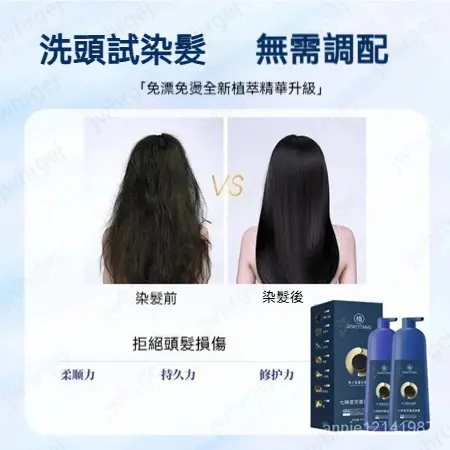 洗頭試染髮 無需調配
「免漂免燙全新植萃精華升級」
VS
染髮前 染髮後
拒絕頭髮損傷
柔顺力 持久力 修护力
annie12141987